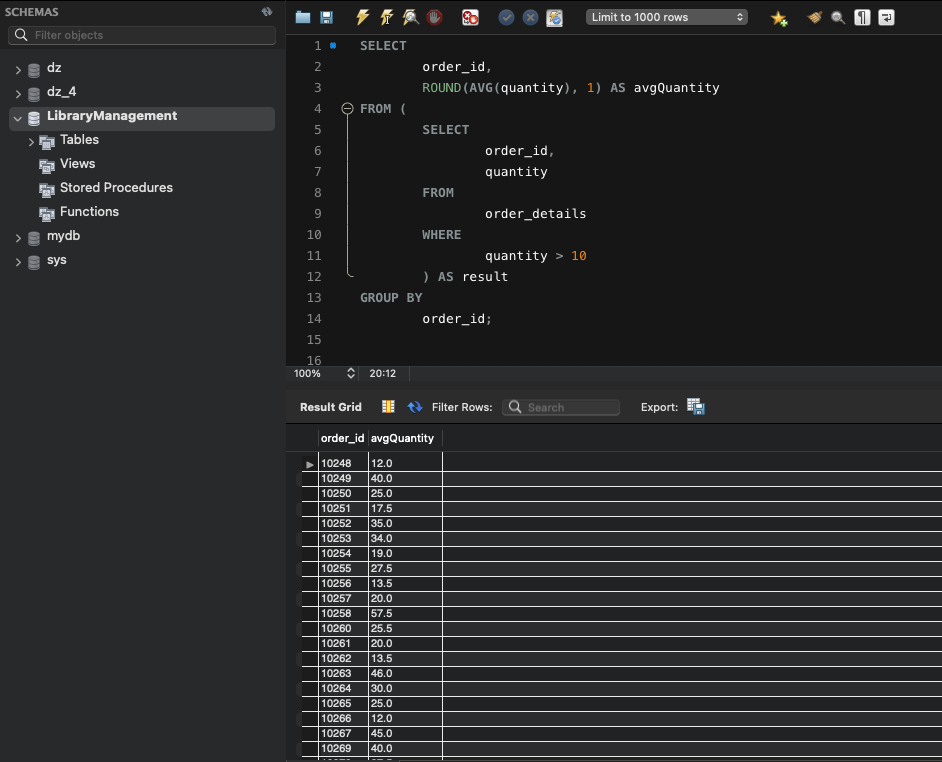 SCHEMAS
Filter objects
dz
dz_4
LibraryManagement
Tables
Views
Stored Procedures
Functions
mydb
sys
Limit to 1000 rows
1 SELECT
2 order_id,
3 ROUND(AVG(quantity), 1) AS avgQuantity
4 FROM (
5 SELECT
6 order_id,
7 quantity
8 FROM
9 order_details
10 WHERE
11 quantity > 10
12 ) AS result
13 GROUP BY
14 order_id;
15
16
100% 20:12
Result Grid Filter Rows: Search Export:
order_id avgQuantity
10248 12.0
10249 40.0
10250 25.0
10251 17.5
10252 35.0
10253 34.0
10254 19.0
10255 27.5
10256 13.5
10257 20.0
10258 57.5
10260 25.5
10261 20.0
10262 13.5
10263 46.0
10264 30.0
10265 25.0
10266 12.0
10267 45.0
10269 40.0